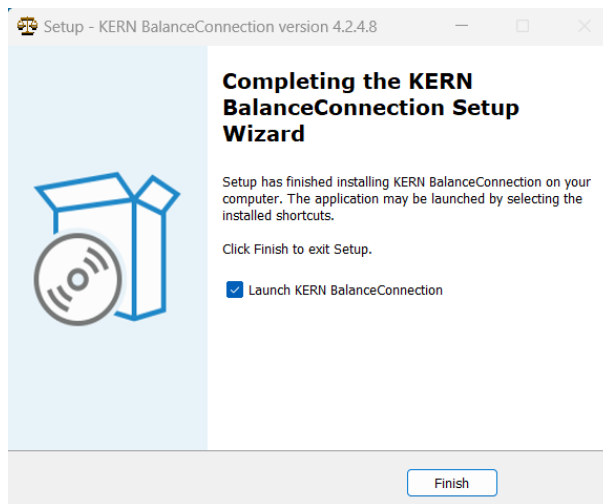 Setup - KERN BalanceConnection version 4.2.4.8
Completing the KERN
BalanceConnection Setup
Wizard
Setup has finished installing KERN BalanceConnection on your
computer. The application may be launched by selecting the
installed shortcuts.
Click Finish to exit Setup.
Launch KERN BalanceConnection
Finish